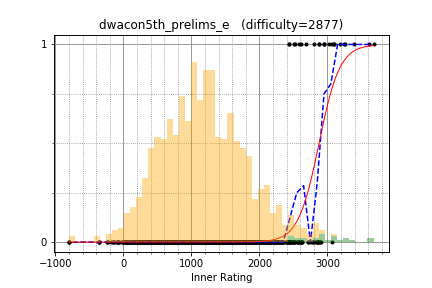 dwacon5th_prelims_e   (difficulty=2877)
1
0
−1000 0 1000 2000 3000
Inner Rating